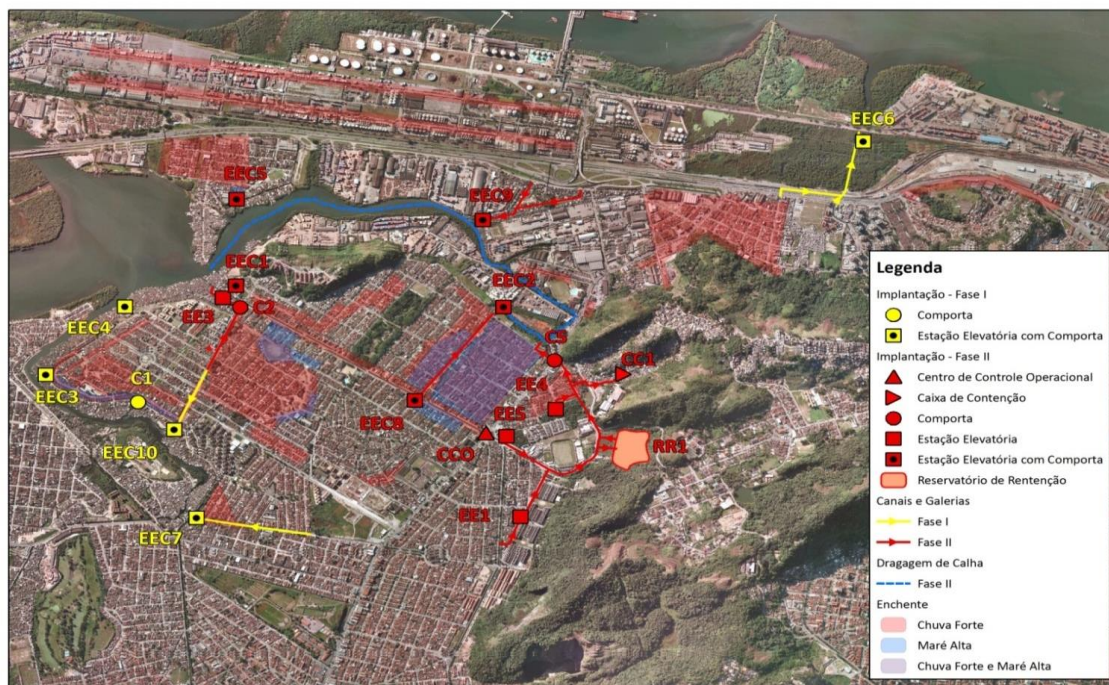 EEC6
EEC5
EEC9
EEC1
EEC2
EE3
C2
EEC4
C3
CC1
EEC3
C1
EE4
EEC8
EE5
EEC10
CCO
RR1
EEC7
EE1
Legenda
Implantação - Fase I
Comporta
Estação Elevatória com Comporta
Implantação - Fase II
Centro de Controle Operacional
Caixa de Contenção
Comporta
Estação Elevatória
Estação Elevatória com Comporta
Reservatório de Rentenção
Canais e Galerias
Fase I
Fase II
Dragagem de Calha
Fase II
Enchente
Chuva Forte
Maré Alta
Chuva Forte e Maré Alta